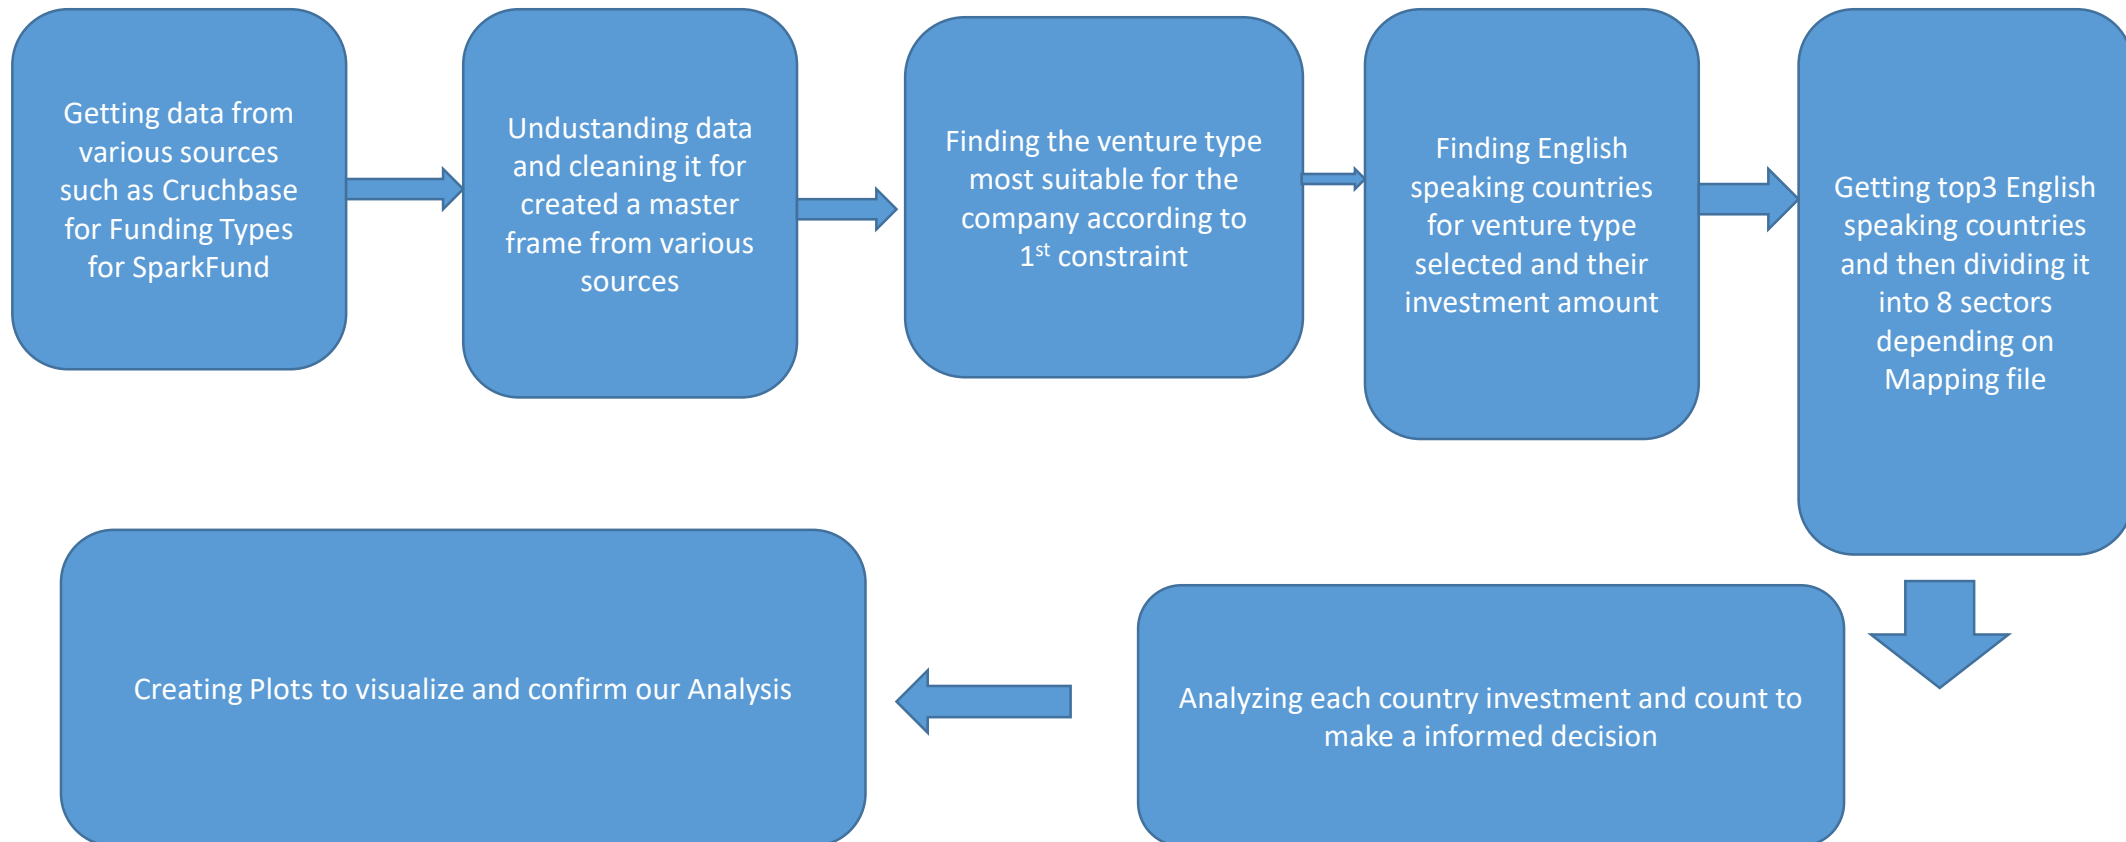 Getting data from
various sources
such as Cruchbase
for Funding Types
for SparkFund
Undustanding data
and cleaning it for
created a master
frame from various
sources
Finding the venture type
most suitable for the
company according to
1st constraint
Finding English
speaking countries
for venture type
selected and their
investment amount
Getting top3 English
speaking countries
and then dividing it
into 8 sectors
depending on
Mapping file
Analyzing each country investment and count to
make a informed decision
Creating Plots to visualize and confirm our Analysis